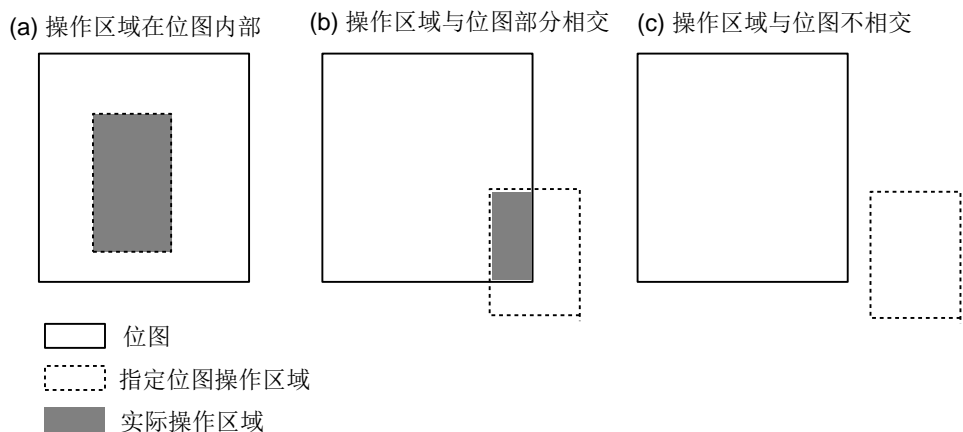 (a) 操作区域在位图内部
(b) 操作区域与位图部分相交
(c) 操作区域与位图不相交
位图
指定位图操作区域
实际操作区域